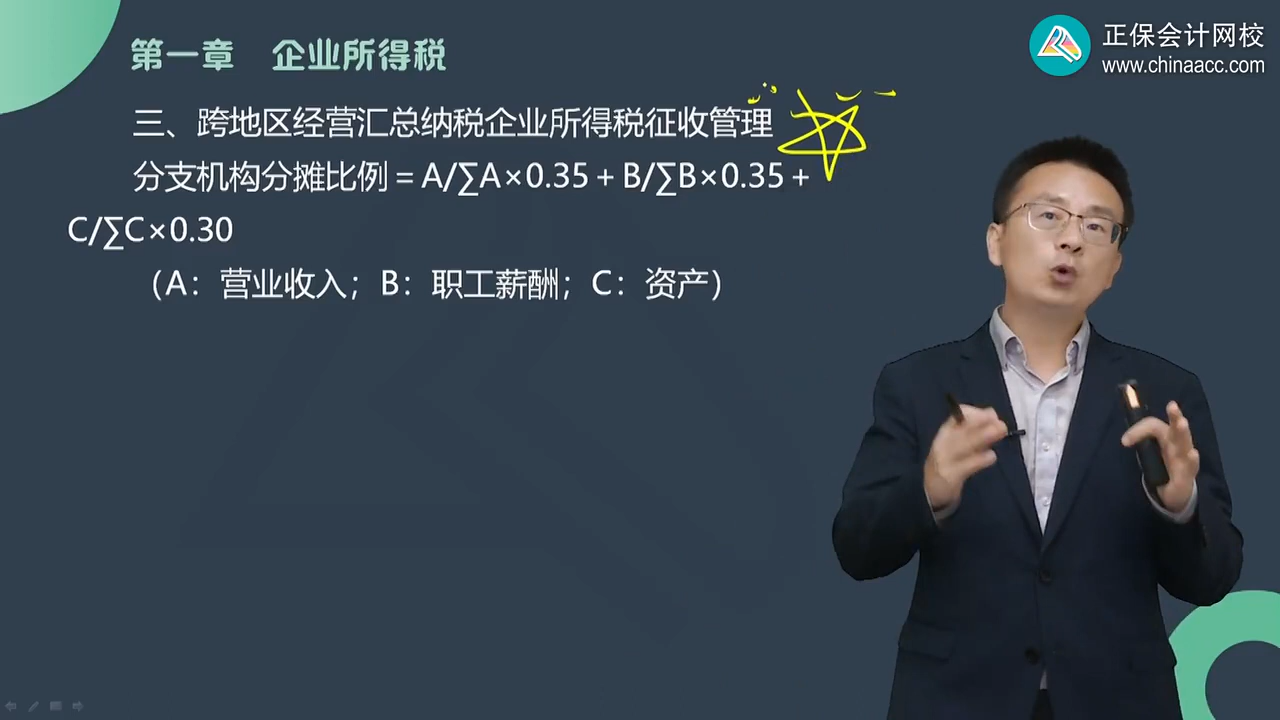 第一章 企业所得税
正保会计网校
www.chinaacc.com
三、跨地区经营汇总纳税企业所得税征收管理
分支机构分摊比例＝A/∑A×0.35＋B/∑B×0.35＋
C/∑C×0.30
（A：营业收入；B：职工薪酬；C：资产）